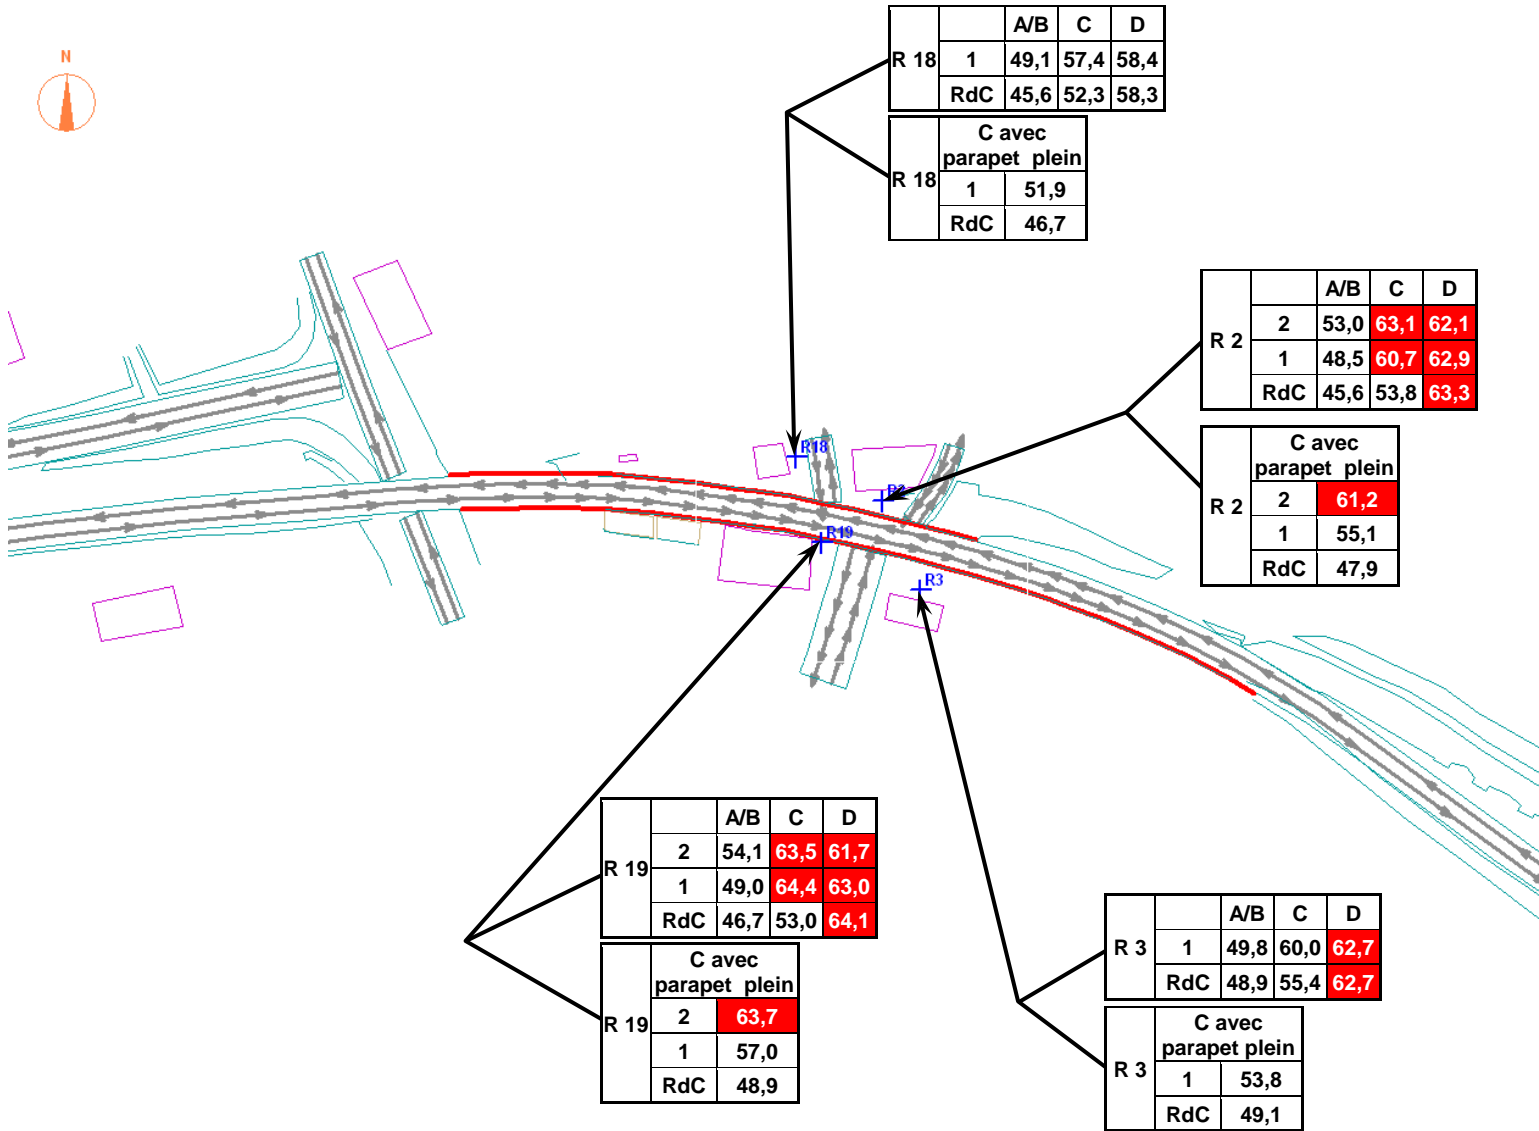 N
A/B C D
R 18 1 49,1 57,4 58,4
RdC 45,6 52,3 58,3
C avec
parapet plein
R 18 1 51,9
RdC 46,7
A/B C D
2 53,0 63,1 62,1
R 2 1 48,5 60,7 62,9
RdC 45,6 53,8 63,3
C avec
parapet plein
R 2 2 61,2
1 55,1
RdC 47,9
R18
R19
R3
A/B C D
2 54,1 63,5 61,7
R 19 1 49,0 64,4 63,0
RdC 46,7 53,0 64,1
C avec
parapet plein
R 19 2 63,7
1 57,0
RdC 48,9
A/B C D
R 3 1 49,8 60,0 62,7
RdC 48,9 55,4 62,7
C avec
parapet plein
R 3 1 53,8
RdC 49,1